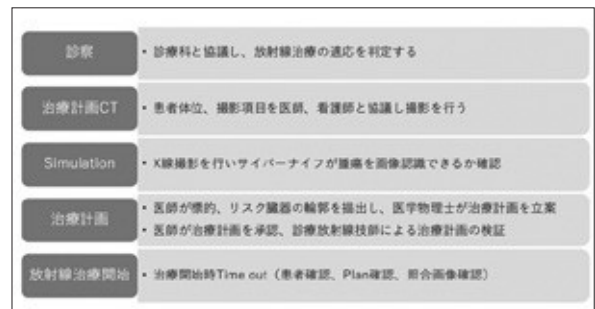 診察
・ 診療科と協議し、放射線治療の適応を判定する
治療計画CT
・ 患者体位、撮影項目を医師、看護師と協議し撮影を行う
Simulation
・ X線撮影を行いサイバーナイフが腫瘍を画像認識できるか確認
治療計画
・ 医師が標的、リスク臓器の輪郭を描出し、医学物理士が治療計画を立案
・ 医師が治療計画を承認、診療放射線技師による治療計画の検証
放射線治療開始
・ 治療開始時Time out（患者確認、Plan確認、照合画像確認）